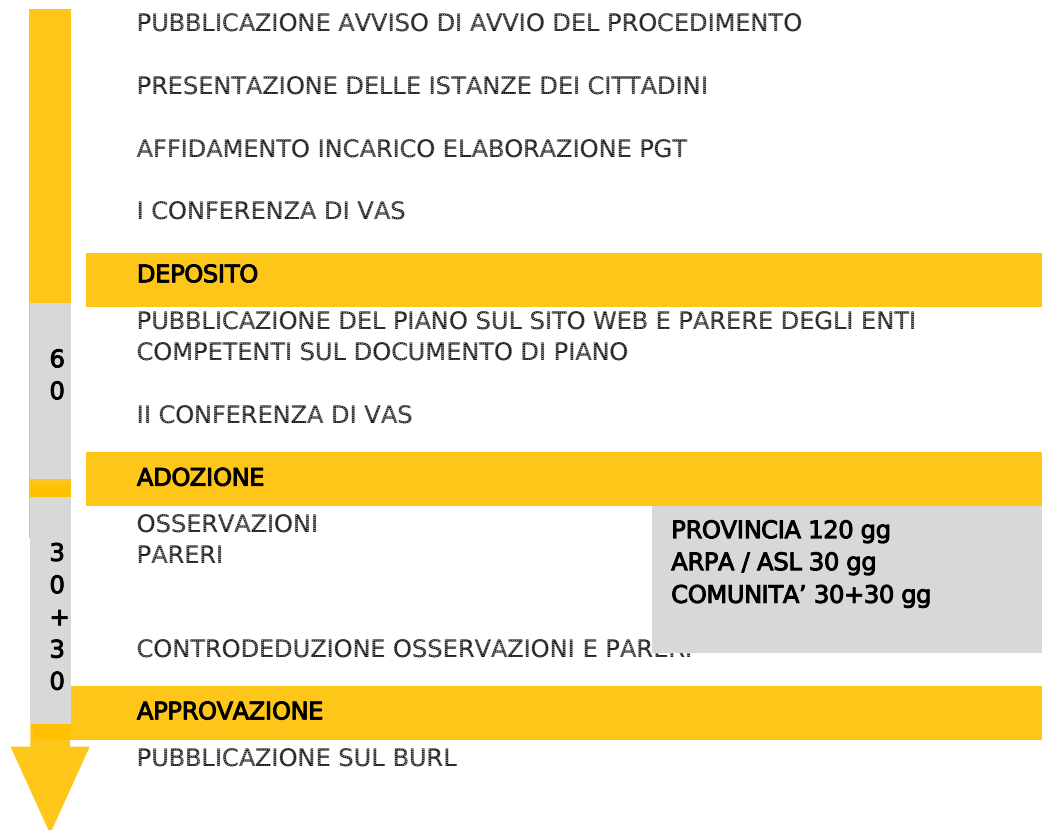 PUBBLICAZIONE AVVISO DI AVVIO DEL PROCEDIMENTO
PRESENTAZIONE DELLE ISTANZE DEI CITTADINI
AFFIDAMENTO INCARICO ELABORAZIONE PGT
I CONFERENZA DI VAS
DEPOSITO
PUBBLICAZIONE DEL PIANO SUL SITO WEB E PARERE DEGLI ENTI
COMPETENTI SUL DOCUMENTO DI PIANO
6
0
II CONFERENZA DI VAS
ADOZIONE
OSSERVAZIONI
PARERI
PROVINCIA 120 gg
ARPA / ASL 30 gg
COMUNITA’ 30+30 gg
3
0
+
3
0
CONTRODEDUZIONE OSSERVAZIONI E PARERI
APPROVAZIONE
PUBBLICAZIONE SUL BURL